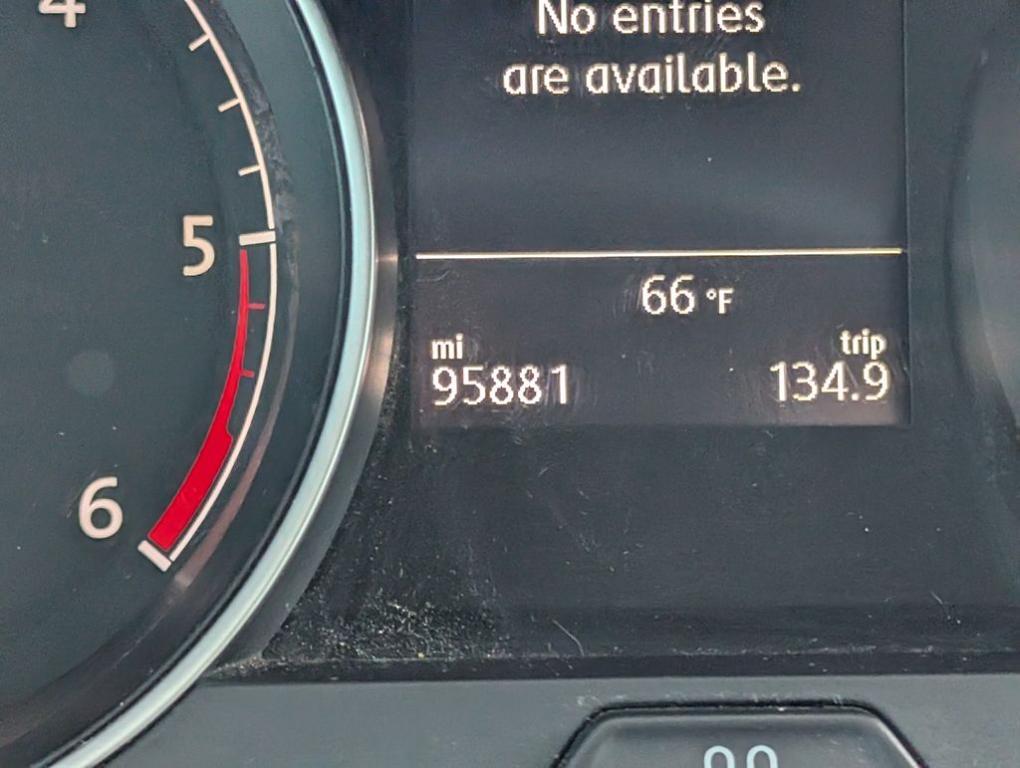 4
5
6
No entries
are available.
66 °F
mi trip
95881 134.9